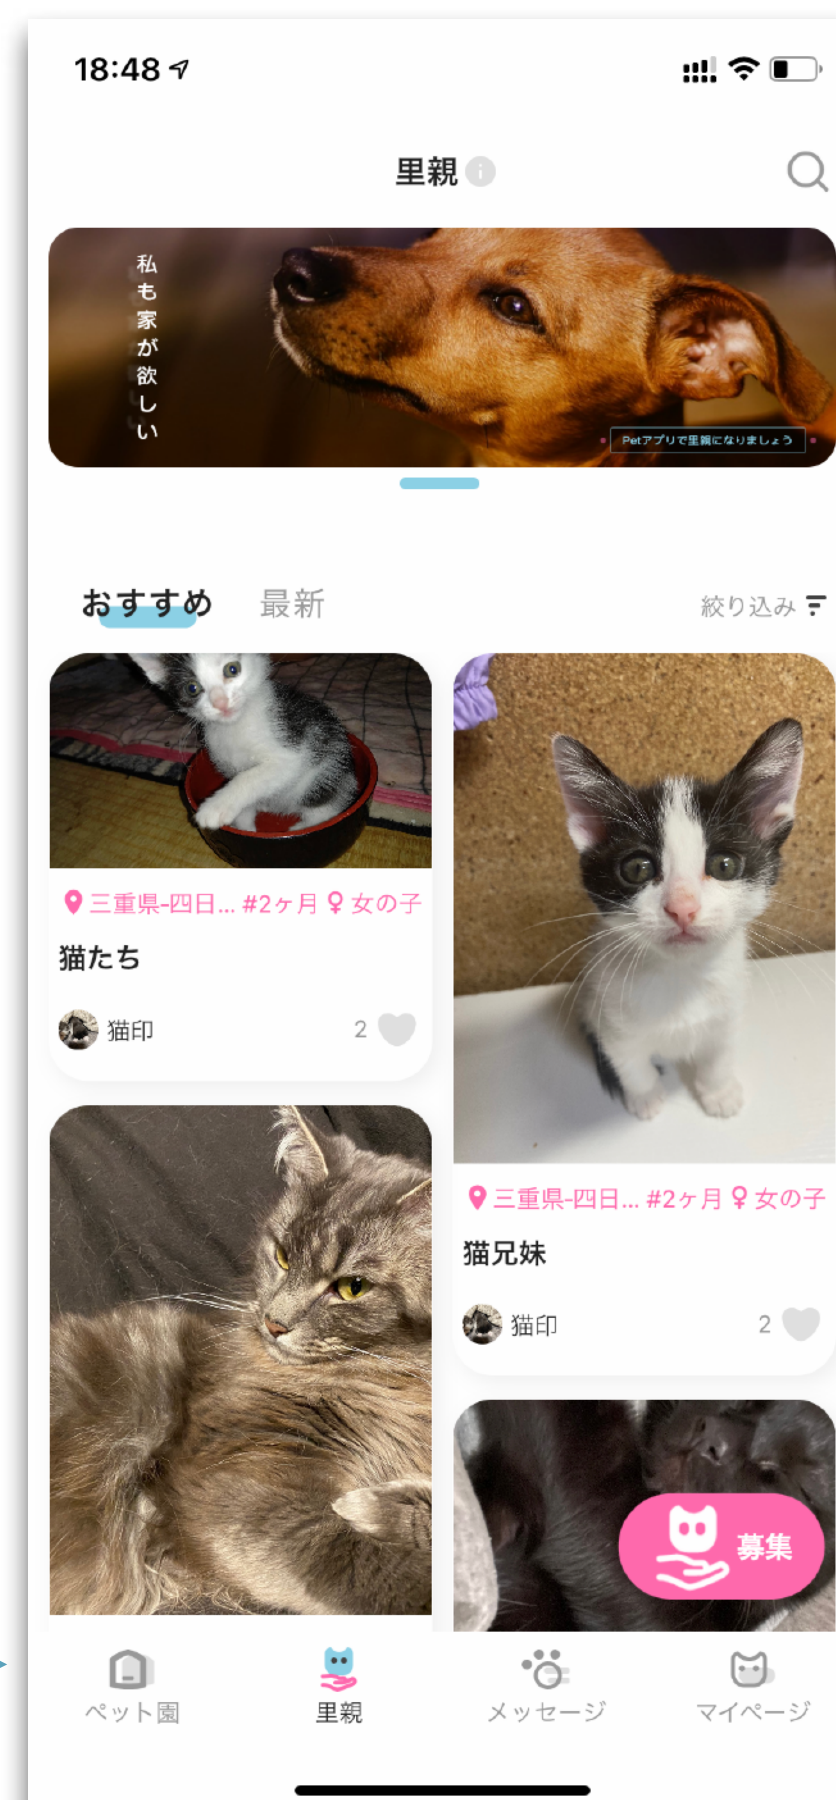 18:48
里親
私も家が欲しい
Petアプリで里親になりましょう
おすすめ
最新
絞り込み
三重県-四日... #2ヶ月 女の子
猫たち
猫印
2
三重県-四日... #2ヶ月 女の子
猫兄妹
猫印
2
募集
ペット園
里親
メッセージ
マイページ